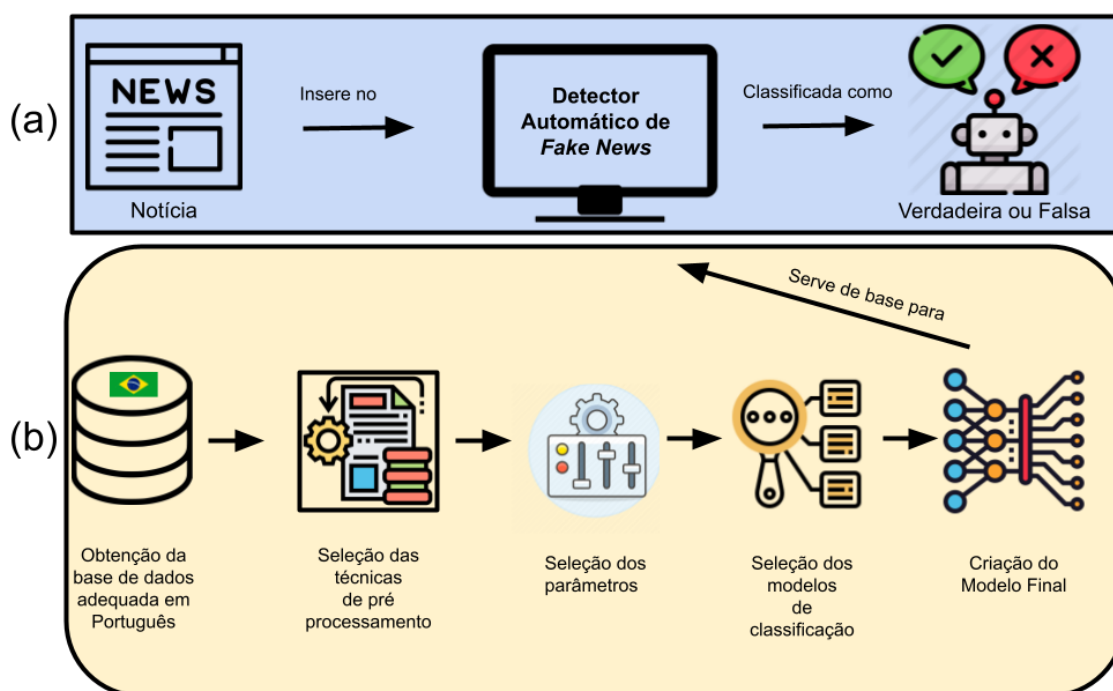 (a)
NEWS
Notícia
Insere no
Detector
Automático de
Fake News
Classificada como
Verdadeira ou Falsa
(b)
Serve de base para
Obtenção da
base de dados
adequada em
Português
Seleção das
técnicas
de pré
processamento
Seleção dos
parâmetros
Seleção dos
modelos
de
classificação
Criação do
Modelo Final